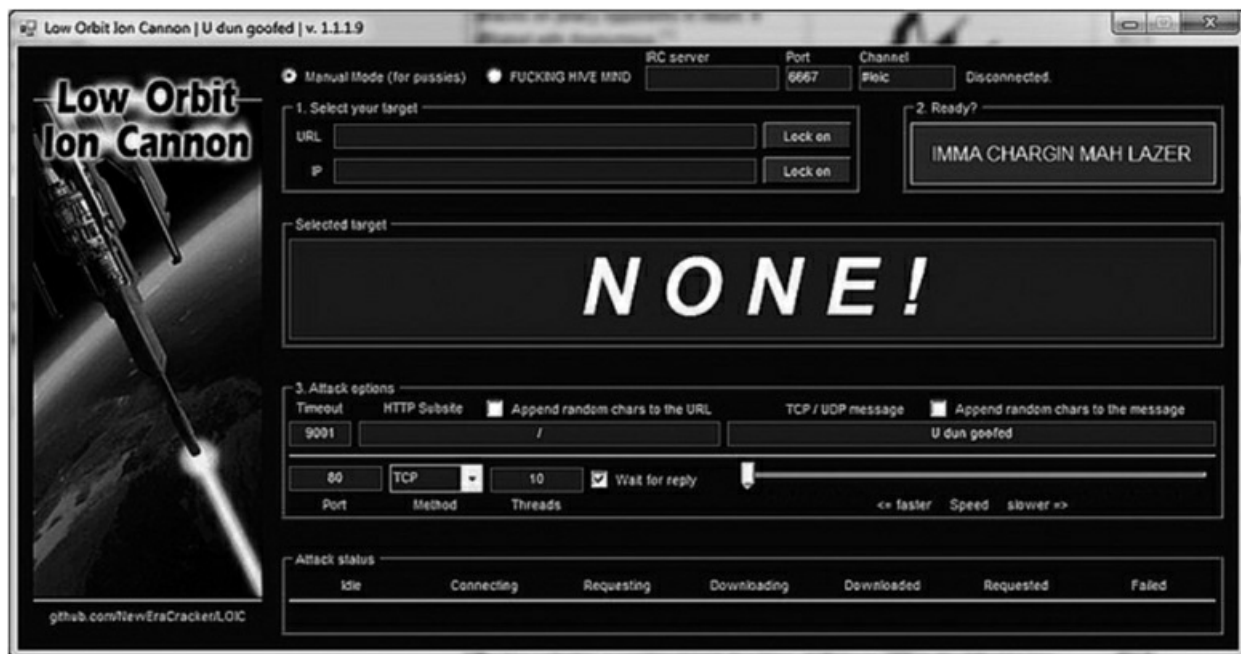 Low Orbit Ion Cannon | U dun goofed | v. 1.1.1.9
Low Orbit
Ion Cannon
Manual Mode (for pussies)
FUCKING HIVE MIND
IRC server
Port
Channel
6667
#loic
Disconnected.
1. Select your target
URL
Lock on
IP
Lock on
2. Ready?
IMMA CHARGIN MAH LAZER
Selected target
NONE!
3. Attack options
Timeout
HTTP Subsite
Append random chars to the URL
TCP / UDP message
Append random chars to the message
9001
/
U dun goofed
80
TCP
10
Wait for reply
Port
Method
Threads
<= faster Speed slower =>
Attack status
Idle
Connecting
Requesting
Downloading
Downloaded
Requested
Failed
github.com/NewEraCracker/LOIC